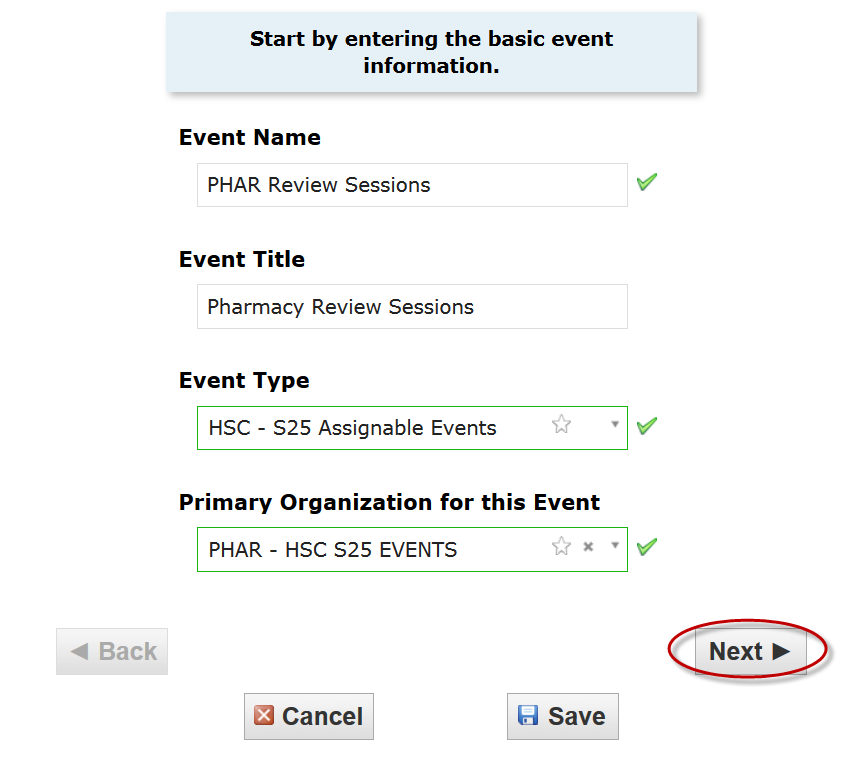 Start by entering the basic event
information.
Event Name
PHAR Review Sessions
Event Title
Pharmacy Review Sessions
Event Type
HSC - S25 Assignable Events
Primary Organization for this Event
PHAR - HSC S25 EVENTS
Back
Next
Cancel
Save